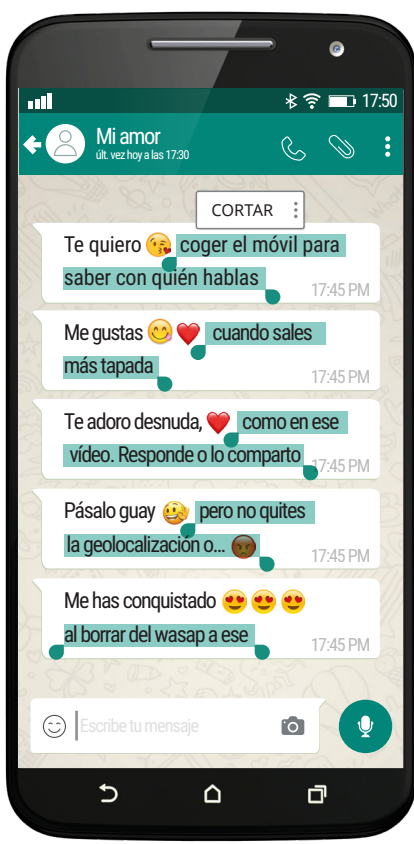 17:50
Mi amor
últ. vez hoy a las 17:30
CORTAR
Te quiero 😘 coger el móvil para
saber con quién hablas
17:45 PM
Me gustas 😋 ❤️ cuando sales
más tapada
17:45 PM
Te adoro desnuda, ❤️ como en ese
vídeo. Responde o lo comparto
17:45 PM
Pásalo guay 🤩 pero no quites
la geolocalización o... 😡
17:45 PM
Me has conquistado 😍 😍 😍
al borrar del wasap a ese
17:45 PM
Escribe tu mensaje